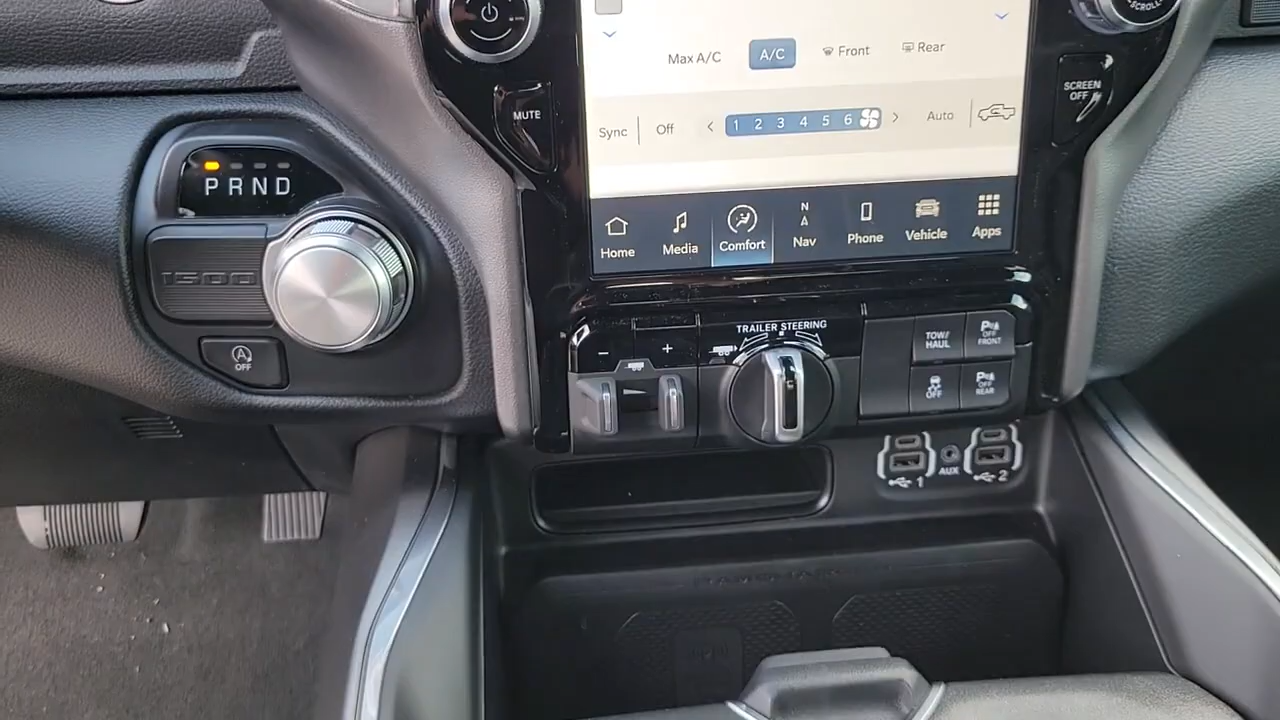 Max A/C A/C Front Rear
SCROLL
SCREEN
OFF
MUTE
Sync Off < 1 2 3 4 5 6 > Auto
P R N D
Home Media Comfort Nav Phone Vehicle Apps
N
1500
TRAILER STEERING
- +
TOW/
HAUL
OFF
FRONT
OFF
OFF
REAR
A
OFF
1 AUX 2